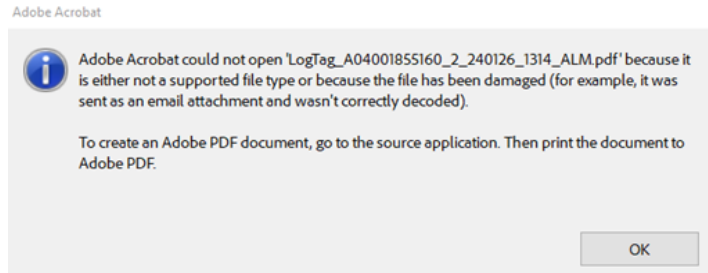 Adobe Acrobat
Adobe Acrobat could not open 'LogTag_A04001855160_2_240126_1314_ALM.pdf' because it
is either not a supported file type or because the file has been damaged (for example, it was
sent as an email attachment and wasn't correctly decoded).
To create an Adobe PDF document, go to the source application. Then print the document to
Adobe PDF.
OK